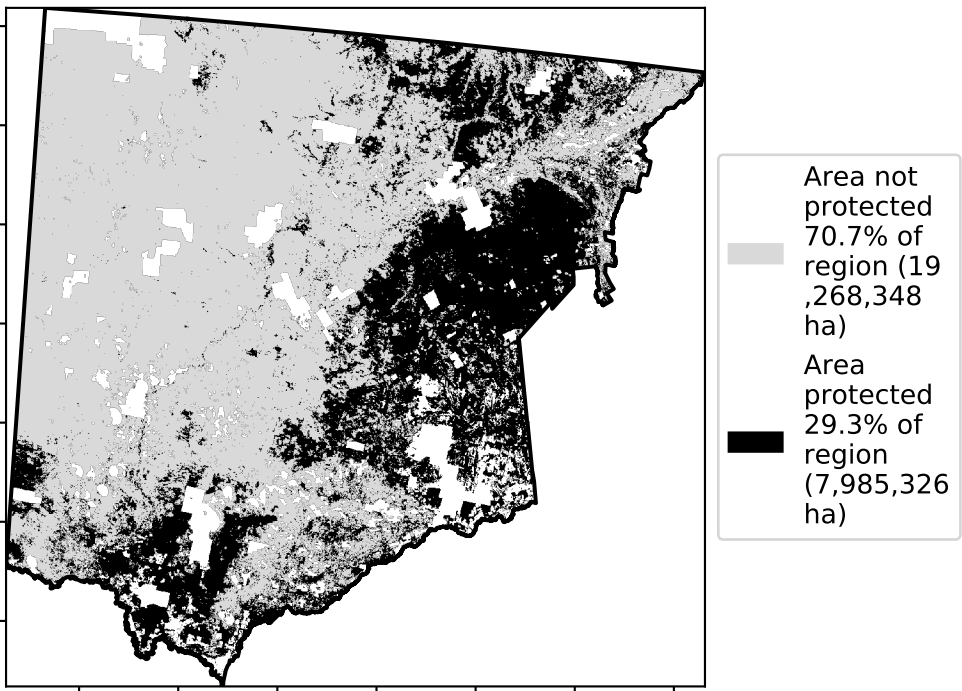 Area not
protected
70.7% of
region (19
,268,348
ha)
Area
protected
29.3% of
region
(7,985,326
ha)